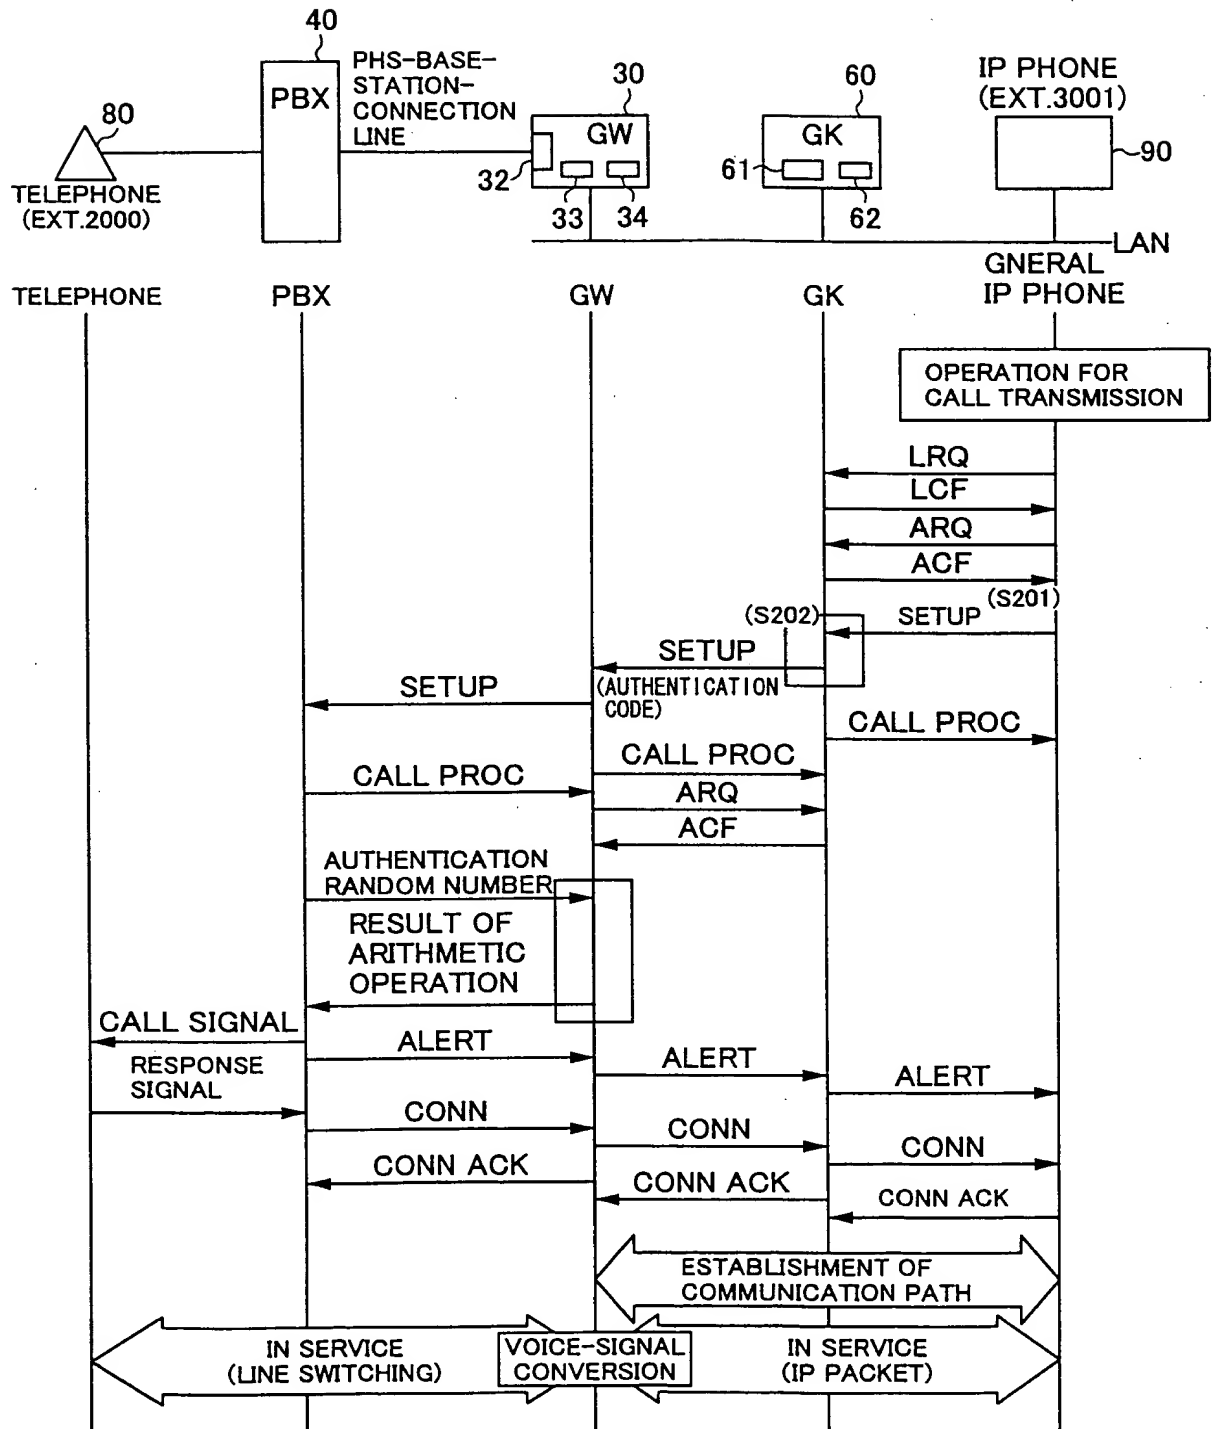 40
PBX
PHS-BASE-
STATION-
CONNECTION
LINE
80
TELEPHONE
(EXT.2000)
30
GW
32
33
34
60
GK
61
62
IP PHONE
(EXT.3001)
90
LAN
TELEPHONE
PBX
GW
GK
GNERAL
IP PHONE
OPERATION FOR
CALL TRANSMISSION
LRQ
LCF
ARQ
ACF
(S201)
(S202)
SETUP
SETUP
(AUTHENTICATION
CODE)
SETUP
CALL PROC
CALL PROC
CALL PROC
ARQ
ACF
AUTHENTICATION
RANDOM NUMBER
RESULT OF
ARITHMETIC
OPERATION
CALL SIGNAL
ALERT
ALERT
ALERT
RESPONSE
SIGNAL
CONN
CONN
CONN
CONN ACK
CONN ACK
CONN ACK
ESTABLISHMENT OF
COMMUNICATION PATH
IN SERVICE
(LINE SWITCHING)
VOICE-SIGNAL
CONVERSION
IN SERVICE
(IP PACKET)